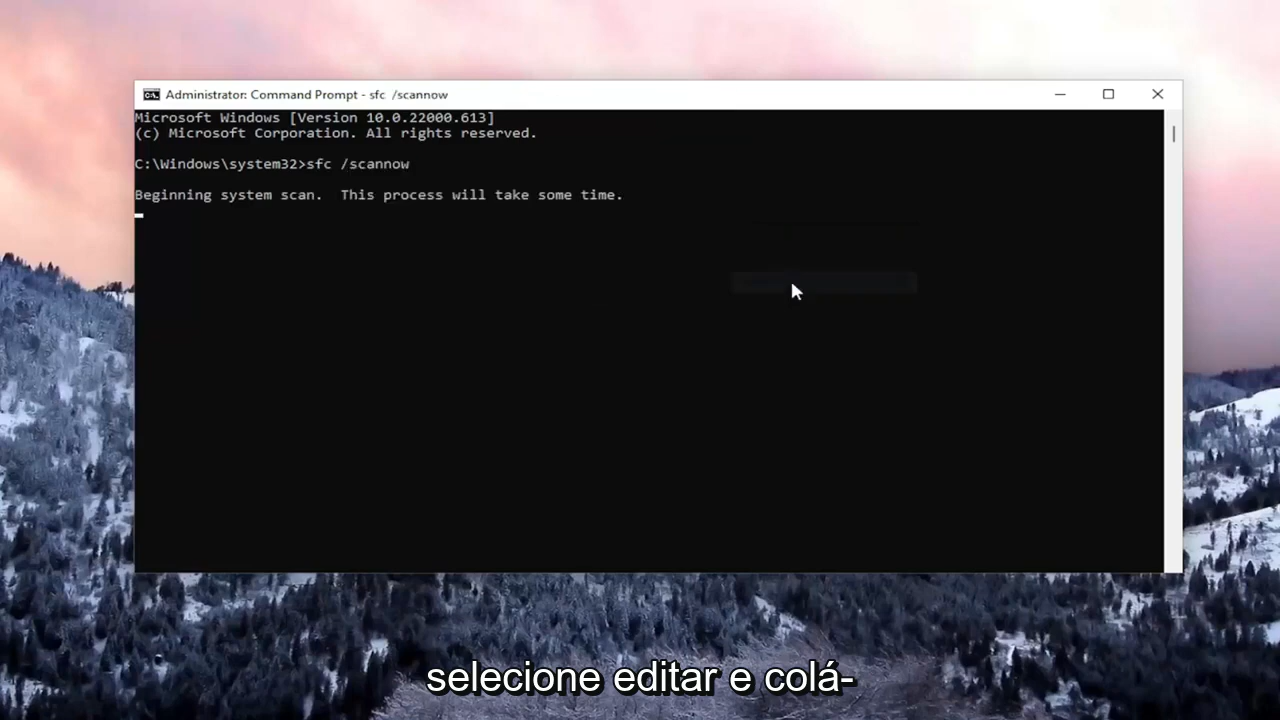 Administrator: Command Prompt - sfc  /scannow
Microsoft Windows [Version 10.0.22000.613]
(c) Microsoft Corporation. All rights reserved.
C:\Windows\system32>sfc /scannow
Beginning system scan.  This process will take some time.
selecione editar e colá-